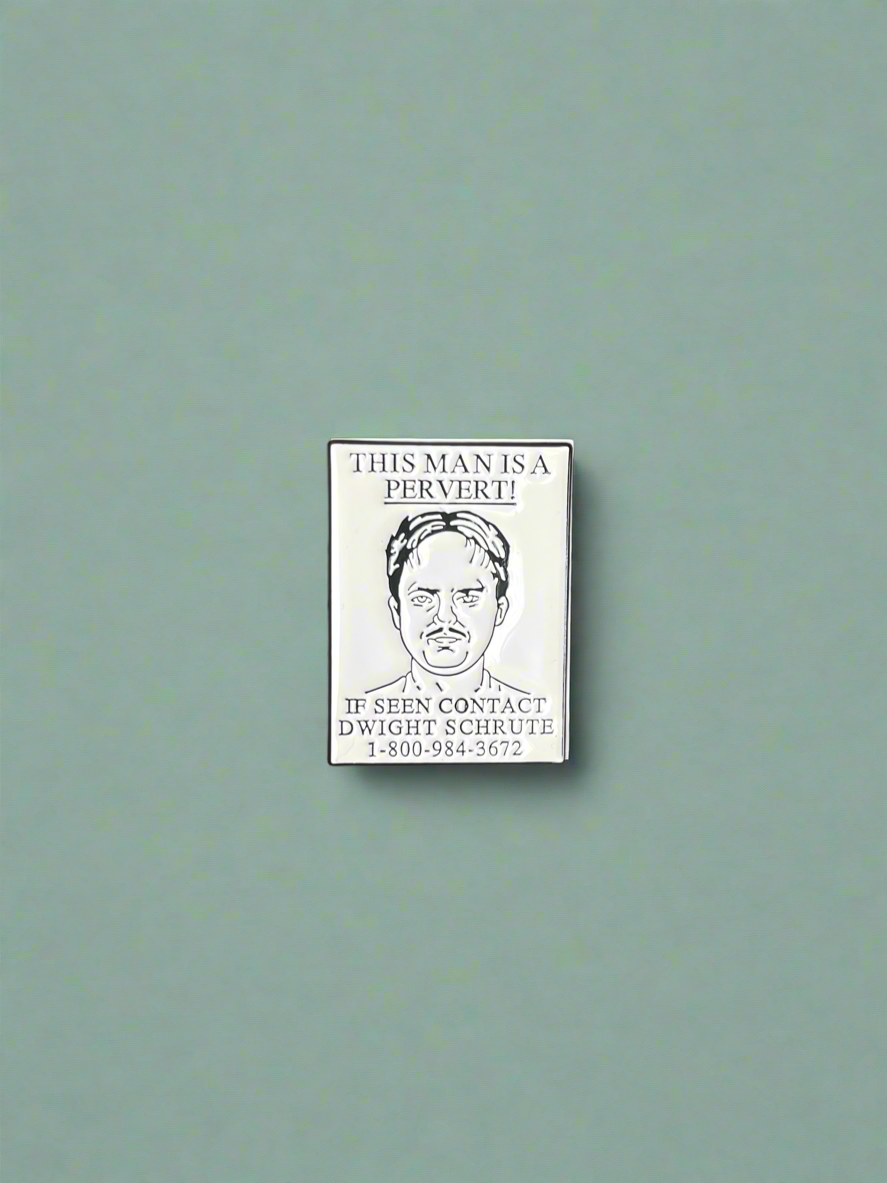 THIS MAN IS A
PERVERT!
IF SEEN CONTACT
DWIGHT SCHRUTE
1-800-984-3672